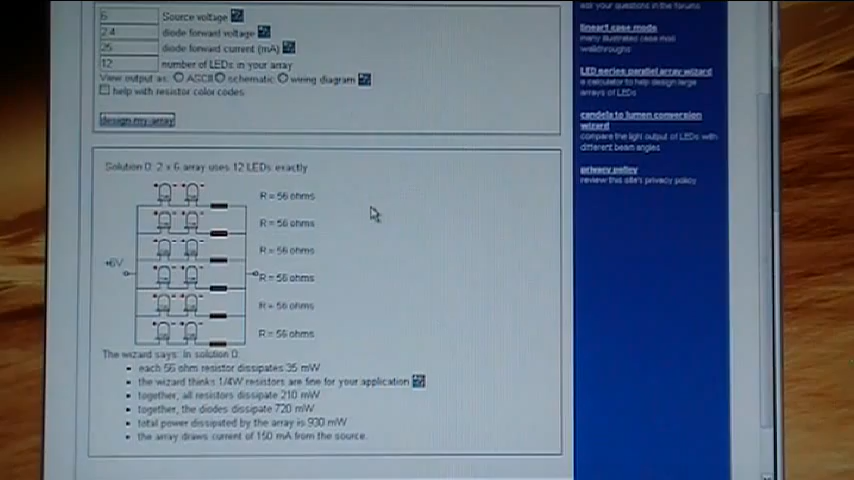 6 Source voltage
2.4 diode forward voltage
25 diode forward current (mA)
12 number of LEDs in your array
View output as: ASCII schematic wiring diagram
help with resistor color codes
design my array
Solution 0: 2 x 6 array uses 12 LEDs exactly
R = 56 ohms
R = 56 ohms
R = 56 ohms
+6V
R = 56 ohms
R = 56 ohms
R = 56 ohms
The wizard says: In solution 0:
each 56 ohm resistor dissipates 35 mW
the wizard thinks 1/4W resistors are fine for your application
together, all resistors dissipate 210 mW
together, the diodes dissipate 720 mW
total power dissipated by the array is 930 mW
the array draws current of 150 mA from the source.
ask your questions in the forums
linear1 case mods
many illustrated case mod
walkthroughs
LED series parallel array wizard
a calculator to help design large
arrays of LEDs
candela to lumen conversion
wizard
compare the light output of LEDs with
different beam angles
privacy policy
review this site's privacy policy